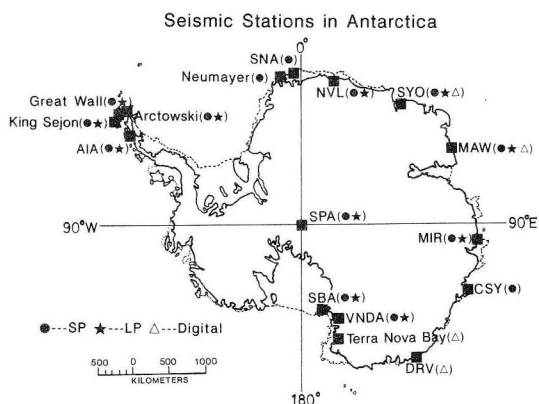 Seismic Stations in Antarctica
0°
SNA(●)
Neumayer(●)
NVL(●★)
SYO(●★△)
Great Wall(●★)
Arctowski(●★)
King Sejon(●★)
AIA(●★)
MAW(●★△)
SPA(●★)
90°W
90°E
MIR(●★)
SBA(●★)
CSY(●)
VNDA(●★)
●---SP ★---LP △---Digital
Terra Nova Bay(△)
DRV(△)
500 0 500 1000
KILOMETERS
180°